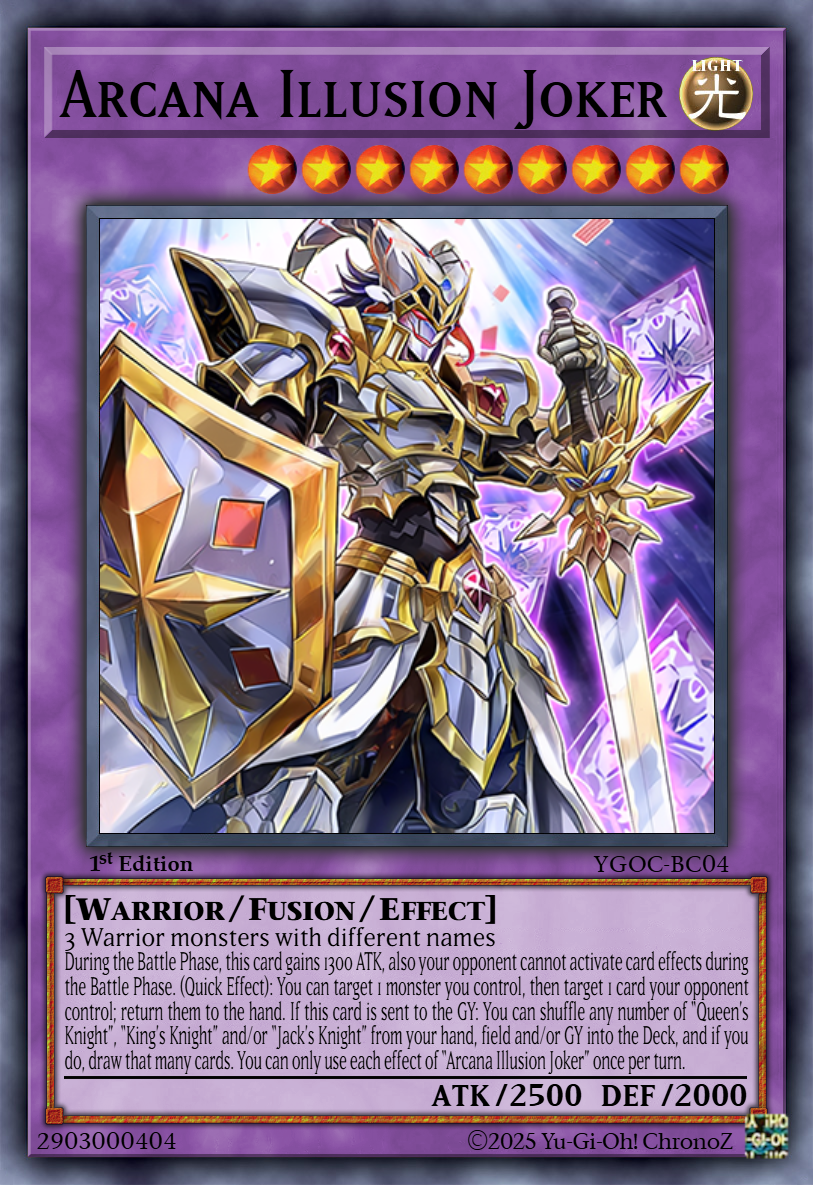 Arcana Illusion Joker
LIGHT
光
1st Edition
YGOC-BC04
[Warrior/Fusion/Effect]
3 Warrior monsters with different names
During the Battle Phase, this card gains 1300 ATK, also your opponent cannot activate card effects during
the Battle Phase. (Quick Effect): You can target 1 monster you control, then target 1 card your opponent
control; return them to the hand. If this card is sent to the GY: You can shuffle any number of "Queen's
Knight", "King's Knight" and/or "Jack's Knight" from your hand, field and/or GY into the Deck, and if you
do, draw that many cards. You can only use each effect of "Arcana Illusion Joker" once per turn.
ATK/2500 DEF/2000
2903000404
©2025 Yu-Gi-Oh! ChronoZ